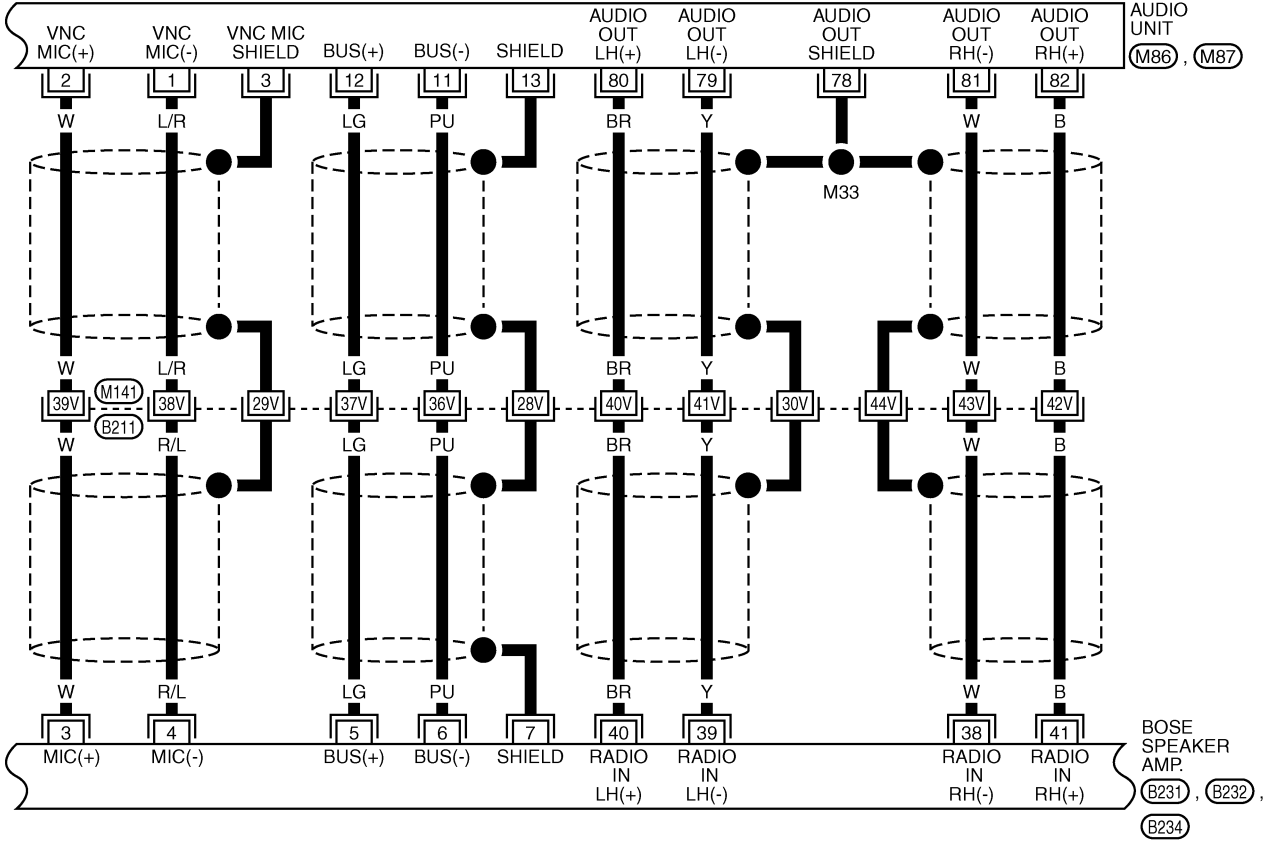 VNC MIC(+)
VNC MIC(-)
VNC MIC SHIELD
BUS(+)
BUS(-)
SHIELD
AUDIO OUT LH(+)
AUDIO OUT LH(-)
AUDIO OUT SHIELD
AUDIO OUT RH(-)
AUDIO OUT RH(+)
AUDIO UNIT
M86 , M87
2 1 3 12 11 13 80 79 78 81 82
W L/R LG PU BR Y W B
M33
W L/R LG PU BR Y W B
M141
39V 38V 29V 37V 36V 28V 40V 41V 30V 44V 43V 42V
B211
W R/L LG PU BR Y W B
W R/L LG PU BR Y W B
3 4 5 6 7 40 39 38 41
MIC(+)
MIC(-)
BUS(+)
BUS(-)
SHIELD
RADIO IN LH(+)
RADIO IN LH(-)
RADIO IN RH(-)
RADIO IN RH(+)
BOSE
SPEAKER
AMP.
B231 , B232 ,
B234